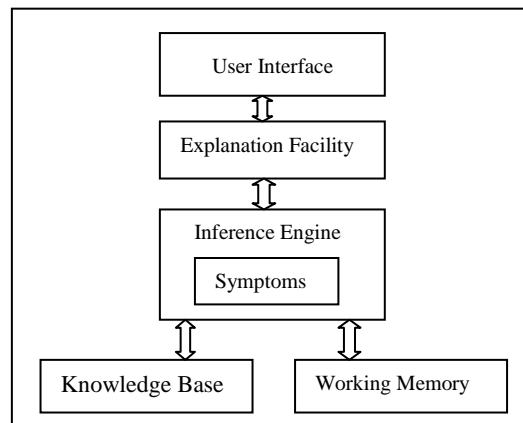 User Interface
Explanation Facility
Inference Engine
Symptoms
Knowledge Base
Working Memory